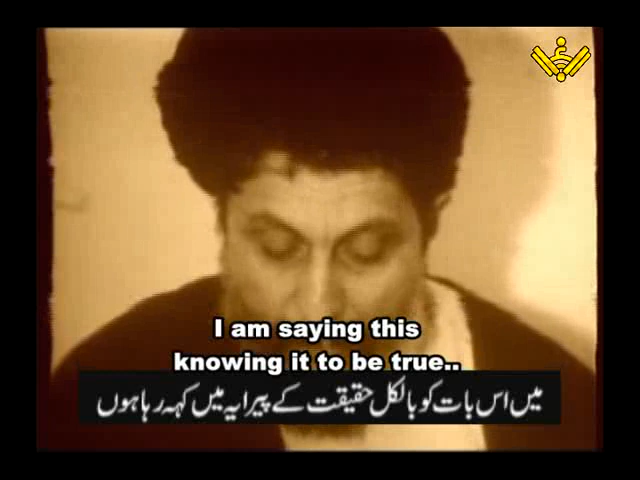 I am saying this
knowing it to be true..
میں اس بات کو بالکل حقیقت کے پیرایہ میں کہہ رہا ہوں